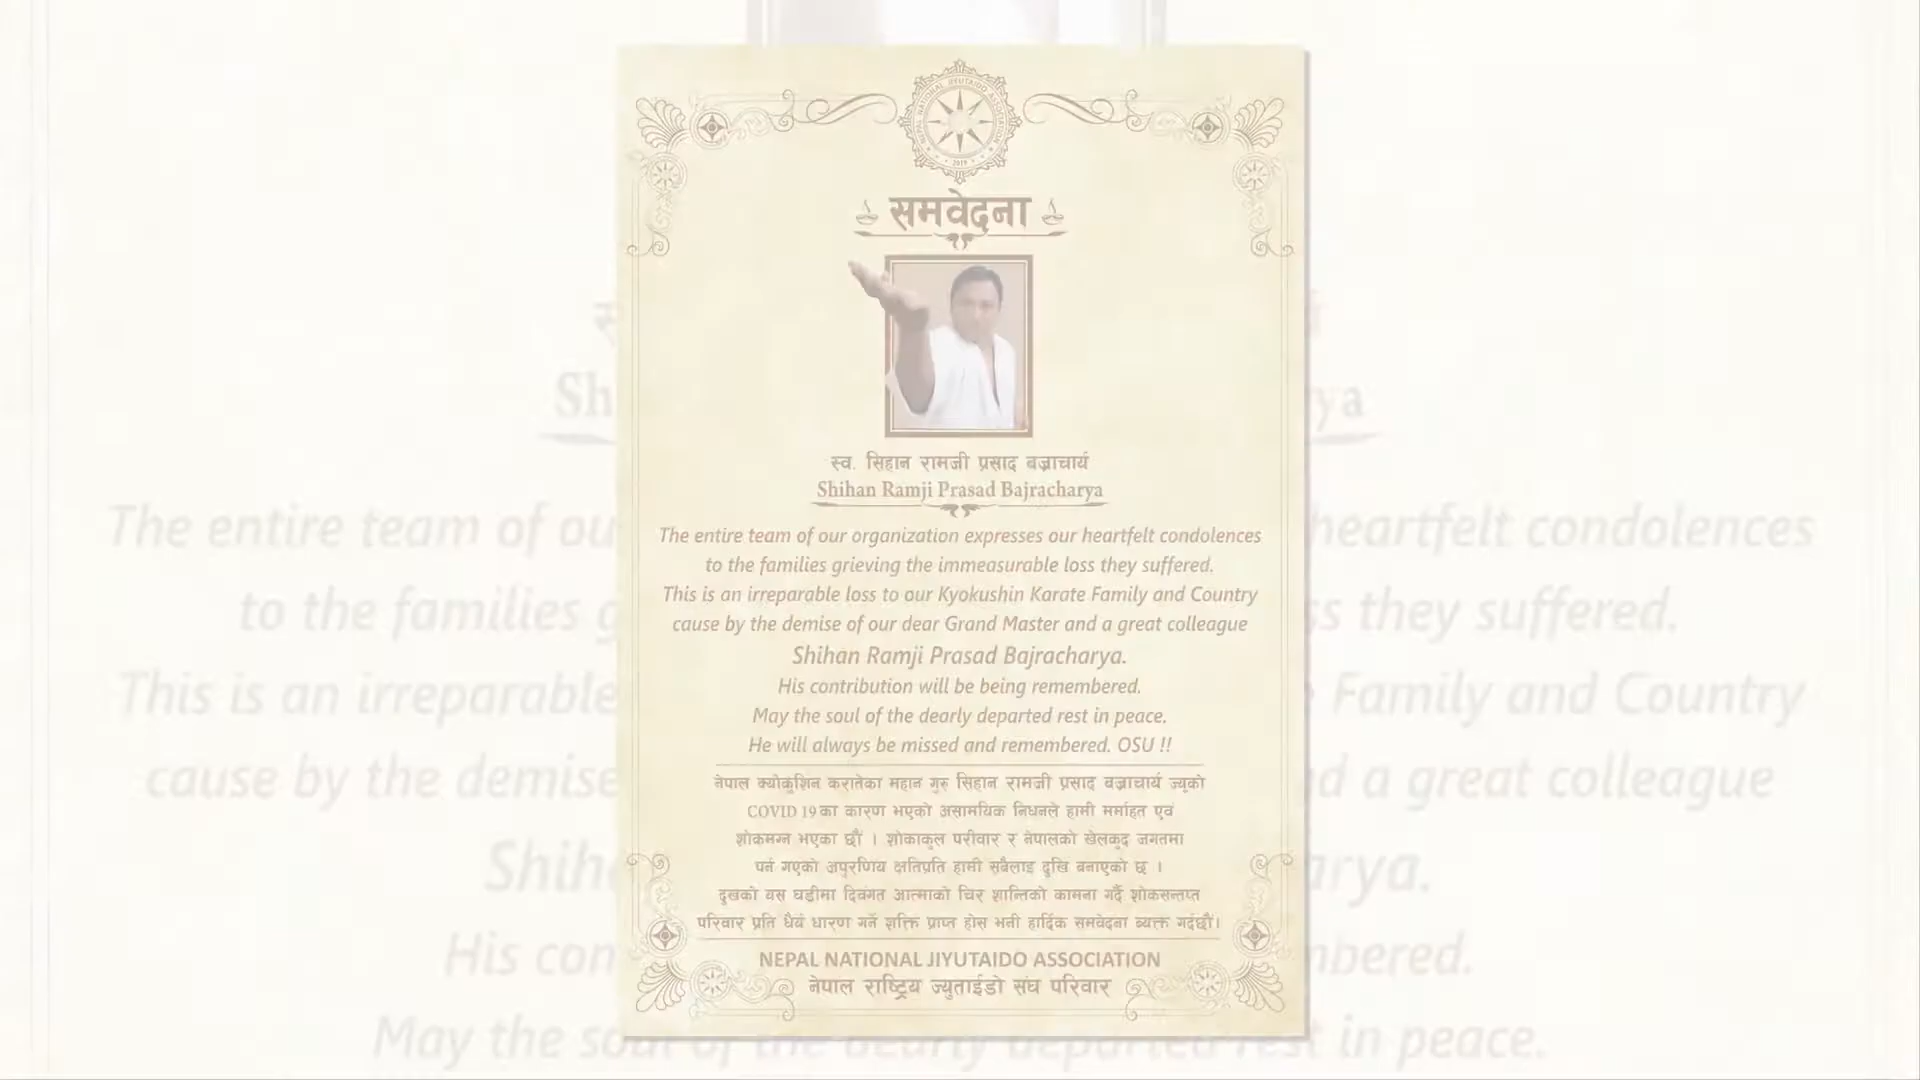 NEPAL NATIONAL JIYUTAIDO ASSOCIATION
2019
समवेदना
स्व. सिहान रामजी प्रसाद बज्राचार्य
Shihan Ramji Prasad Bajracharya
The entire team of our organization expresses our heartfelt condolences
to the families grieving the immeasurable loss they suffered.
This is an irreparable loss to our Kyokushin Karate Family and Country
cause by the demise of our dear Grand Master and a great colleague
Shihan Ramji Prasad Bajracharya.
His contribution will be being remembered.
May the soul of the dearly departed rest in peace.
He will always be missed and remembered. OSU !!
नेपाल क्योकुशिन करातेका महान गुरु सिहान रामजी प्रसाद बज्राचार्य ज्यूको
COVID 19 का कारण भएको असामयिक निधनले हामी मर्माहत एवं
शोकमग्न भएका छौं । शोकाकुल परीवार र नेपालको खेलकुद जगतमा
पर्न गएको अपुरणिय क्षतिप्रति हामी सबैलाइ दुखि बनाएको छ ।
दुखको यस घडीमा दिवंगत आत्माको चिर शान्तिको कामना गर्दै शोकसन्तप्त
परिवार प्रति धैर्य धारण गर्ने शक्ति प्राप्त होस भनी हार्दिक समवेदना ब्यक्त गर्दछौं।
NEPAL NATIONAL JIYUTAIDO ASSOCIATION
नेपाल राष्ट्रिय ज्युताईडो संघ परिवार